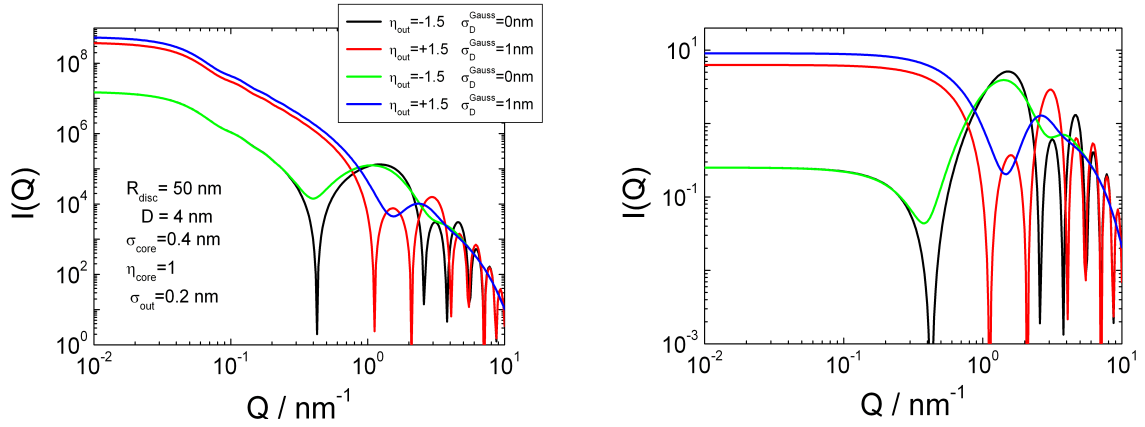 η_out=-1.5 σ_D^Gauss=0nm
η_out=+1.5 σ_D^Gauss=1nm
η_out=-1.5 σ_D^Gauss=0nm
η_out=+1.5 σ_D^Gauss=1nm
I(Q)
10^8
10^6
10^4
10^2
10^0
R_disc= 50 nm
D = 4 nm
σ_core=0.4 nm
η_core=1
σ_out=0.2 nm
10^-2 10^-1 10^0 10^1
Q / nm^-1
I(Q)
10^1
10^-1
10^-3
10^-2 10^-1 10^0 10^1
Q / nm^-1